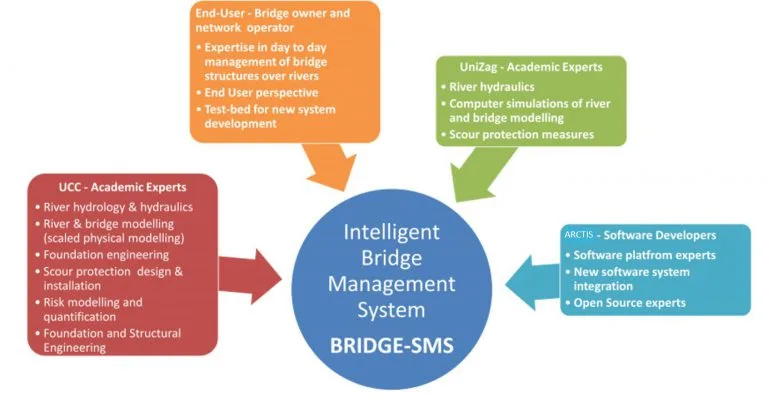 End-User - Bridge owner and
network operator
• Expertise in day to day
management of bridge
structures over rivers
• End User perspective
• Test-bed for new system
development
UniZag - Academic Experts
• River hydraulics
• Computer simulations of river
and bridge modelling
• Scour protection measures
UCC - Academic Experts
• River hydrology & hydraulics
• River & bridge modelling
(scaled physical modelling)
• Foundation engineering
• Scour protection design &
installation
• Risk modelling and
quantification
• Foundation and Structural
Engineering
Intelligent
Bridge
Management
System
BRIDGE-SMS
ARCTIS - Software Developers
• Software platfrom experts
• New software system
integration
• Open Source experts